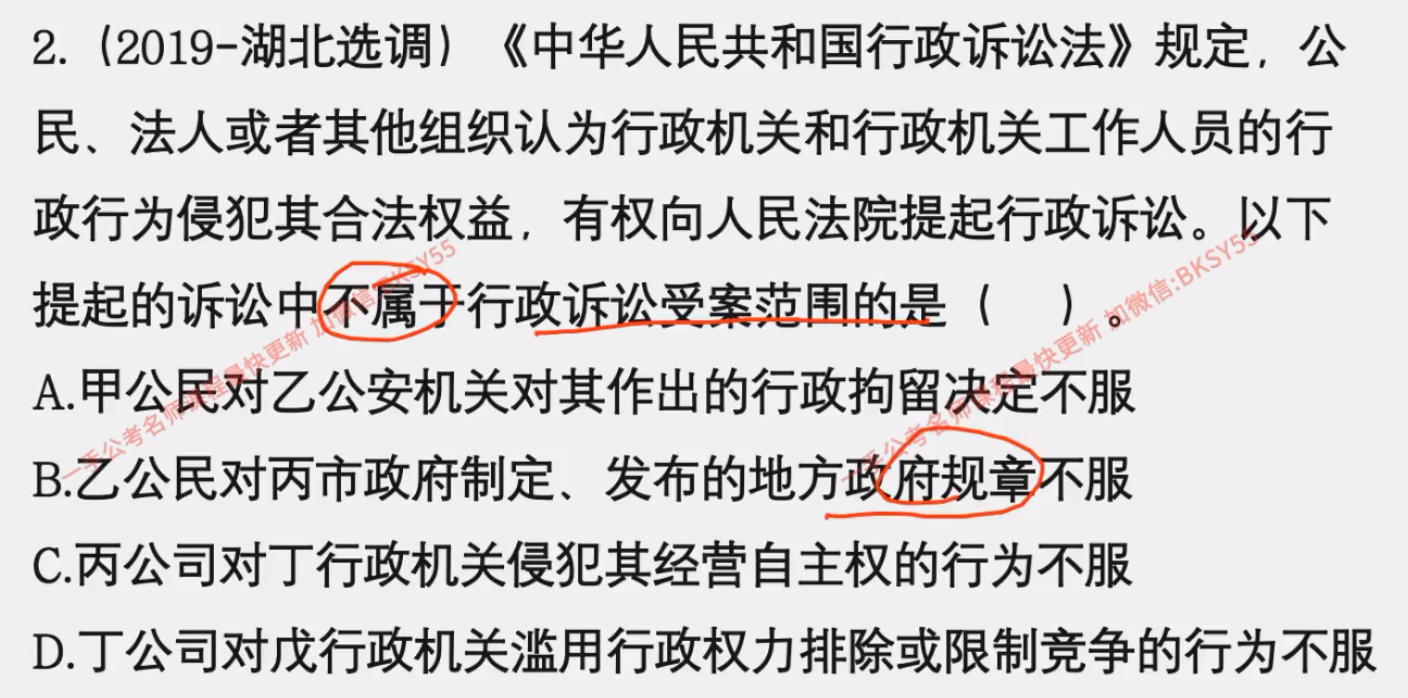 2.（2019-湖北选调）《中华人民共和国行政诉讼法》规定，公
民、法人或者其他组织认为行政机关和行政机关工作人员的行
政行为侵犯其合法权益，有权向人民法院提起行政诉讼。以下
提起的诉讼中不属于行政诉讼受案范围的是（ ）。
A.甲公民对乙公安机关对其作出的行政拘留决定不服
B.乙公民对丙市政府制定、发布的地方政府规章不服
C.丙公司对丁行政机关侵犯其经营自主权的行为不服
D.丁公司对戊行政机关滥用行政权力排除或限制竞争的行为不服
一手公考名师课程最快更新 加微信:BKSY55
一手公考名师课程最快更新 加微信:BKSY55